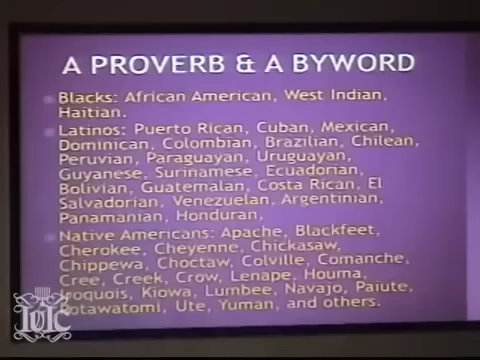 A PROVERB & A BYWORD
Blacks: African American, West Indian,
Haitian.
Latinos: Puerto Rican, Cuban, Mexican,
Dominican, Colombian, Brazilian, Chilean,
Peruvian, Paraguayan, Uruguayan,
Guyanese, Surinamese, Ecuadorian,
Bolivian, Guatemalan, Costa Rican, El
Salvadorian, Venezuelan, Argentinian,
Panamanian, Honduran,
Native Americans: Apache, Blackfeet,
Cherokee, Cheyenne, Chickasaw,
Chippewa, Choctaw, Colville, Comanche,
Cree, Creek, Crow, Lenape, Houma,
Iroquois, Kiowa, Lumbee, Navajo, Paiute,
Potawatomi, Ute, Yuman, and others.
IUIC